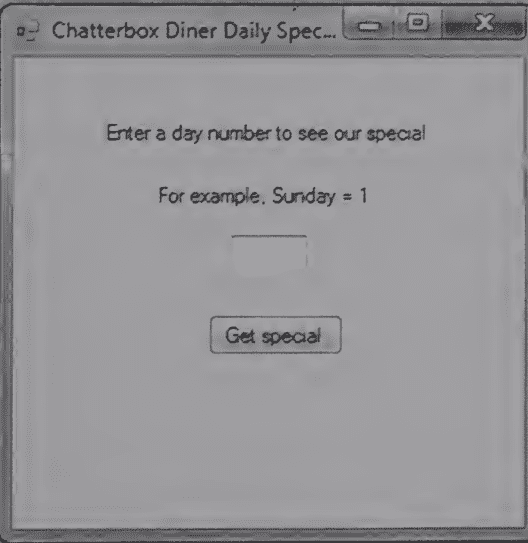 Chatterbox Diner Daily Spec...
Enter a day number to see our special
For example, Sunday = 1
Get special